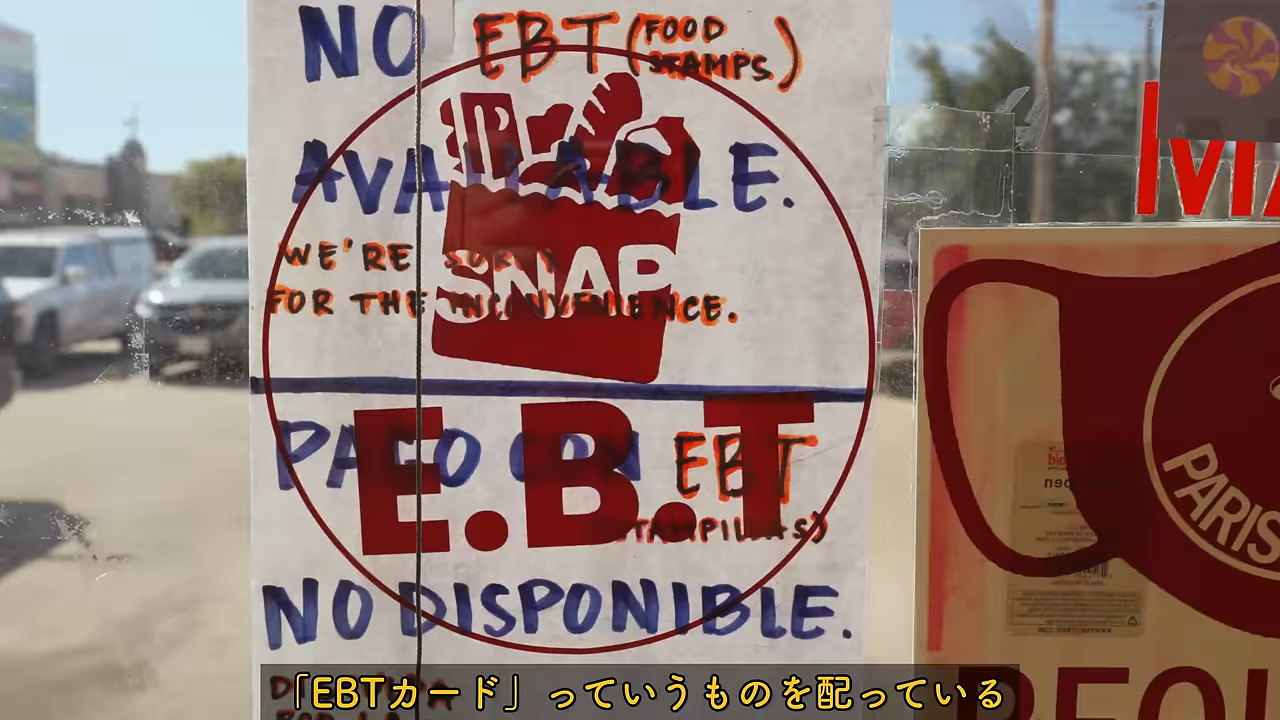 NO EBT (FOOD STAMPS)
AVAILABLE.
WE'RE SORRY
FOR THE INCONVENIENCE.
SNAP
E.B.T
PAGO CON EBT
NO DISPONIBLE.
MA
PARIS
「EBTカード」っていうものを配っている